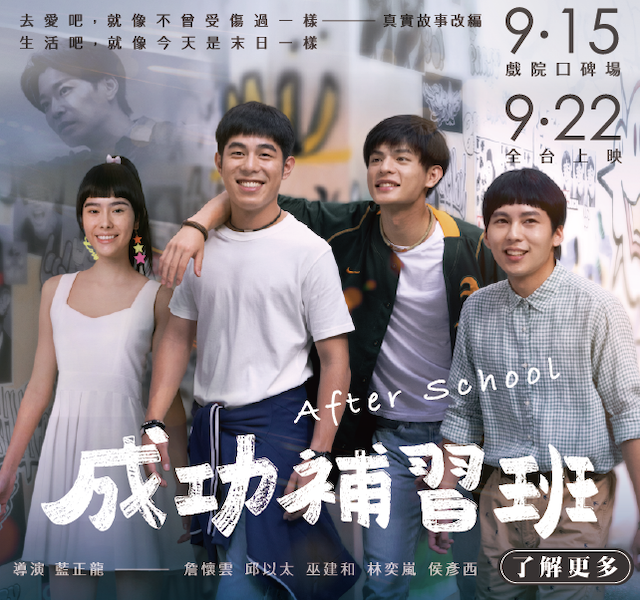 去愛吧，就像不曾受傷過一樣——真實故事改編
生活吧，就像今天是末日一樣
9·15
戲院口碑場
9·22
全台上映
After School
成功補習班
導演 藍正龍——詹懷雲 邱以太 巫建和 林奕嵐 侯彥西
了解更多